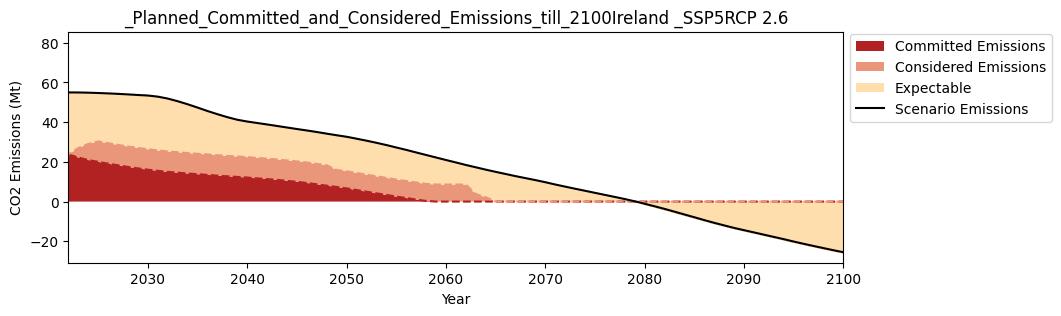 _Planned_Committed_and_Considered_Emissions_till_2100Ireland _SSP5RCP 2.6
80
60
40
20
0
−20
CO2 Emissions (Mt)
2030 2040 2050 2060 2070 2080 2090 2100
Year
Committed Emissions
Considered Emissions
Expectable
Scenario Emissions